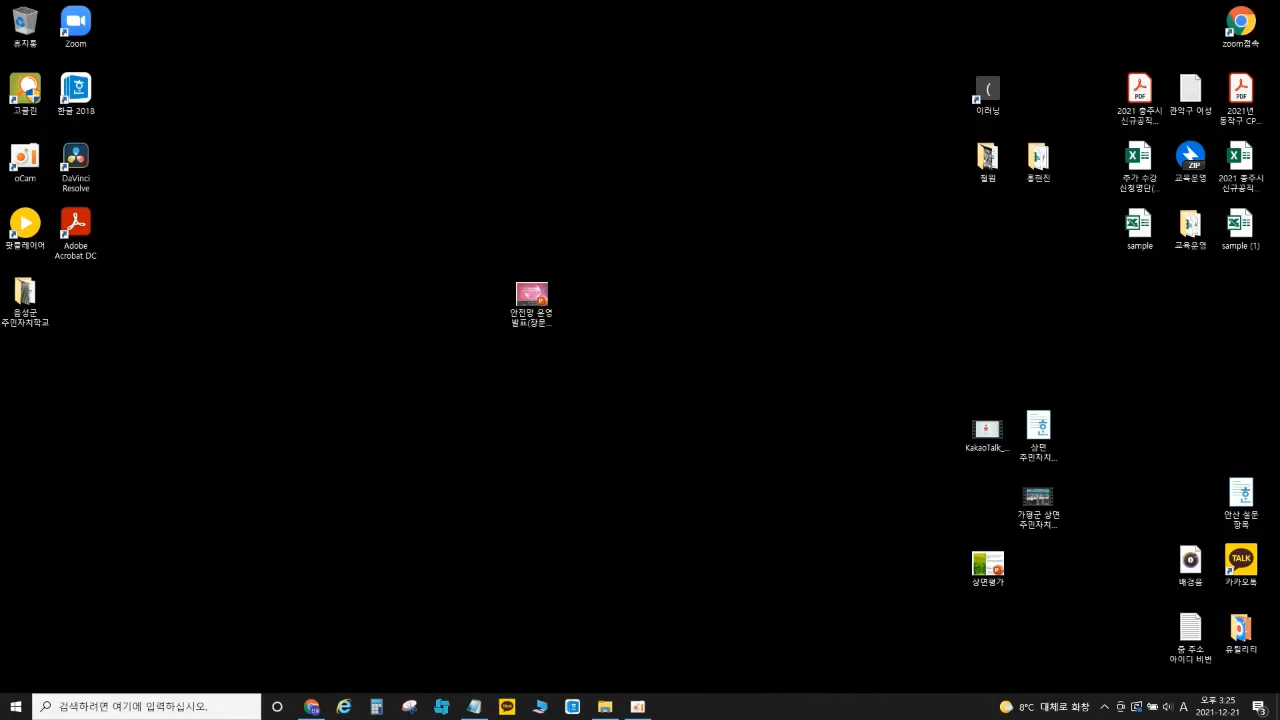 휴지통
Zoom
zoom접속
고클린
한글 2018
이러닝
2021 충주시
신규공직...
관악구 여성
2021년
동작구 CP...
oCam
DaVinci
Resolve
철원
홍현진
추가 수강
신청명단(...
교육운영
2021 충주시
신규공직...
팟플레이어
Adobe
Acrobat DC
sample
교육운영
sample (1)
음성군
주민자치학교
안전망 운영
발표(장문...
KakaoTalk_...
상면
주민자치...
가평군 상면
주민자치...
안산 설문
항목
상면평가
배경음
카카오톡
줌 주소
아이디 비번
유틸리티
검색하려면 여기에 입력하십시오.
8°C 대체로 화창
A
오후 3:25
2021-12-21
3